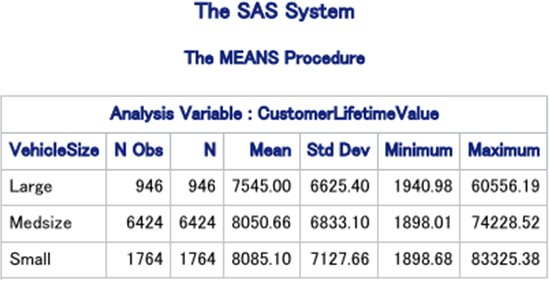 The SAS System
The MEANS Procedure
Analysis Variable : CustomerLifetimeValue
VehicleSize N Obs N Mean Std Dev Minimum Maximum
Large 946 946 7545.00 6625.40 1940.98 60556.19
Medsize 6424 6424 8050.66 6833.10 1898.01 74228.52
Small 1764 1764 8085.10 7127.66 1898.68 83325.38